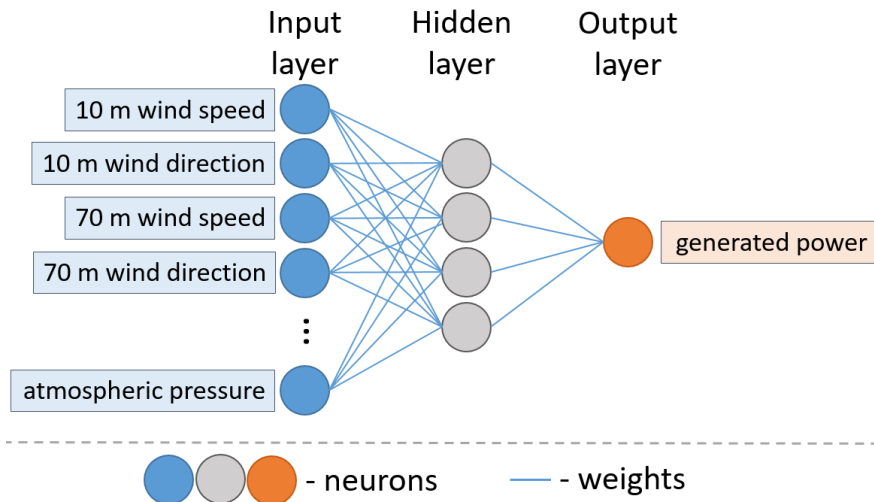 Input
layer
Hidden
layer
Output
layer
10 m wind speed
10 m wind direction
70 m wind speed
70 m wind direction
...
atmospheric pressure
generated power
- neurons
- weights